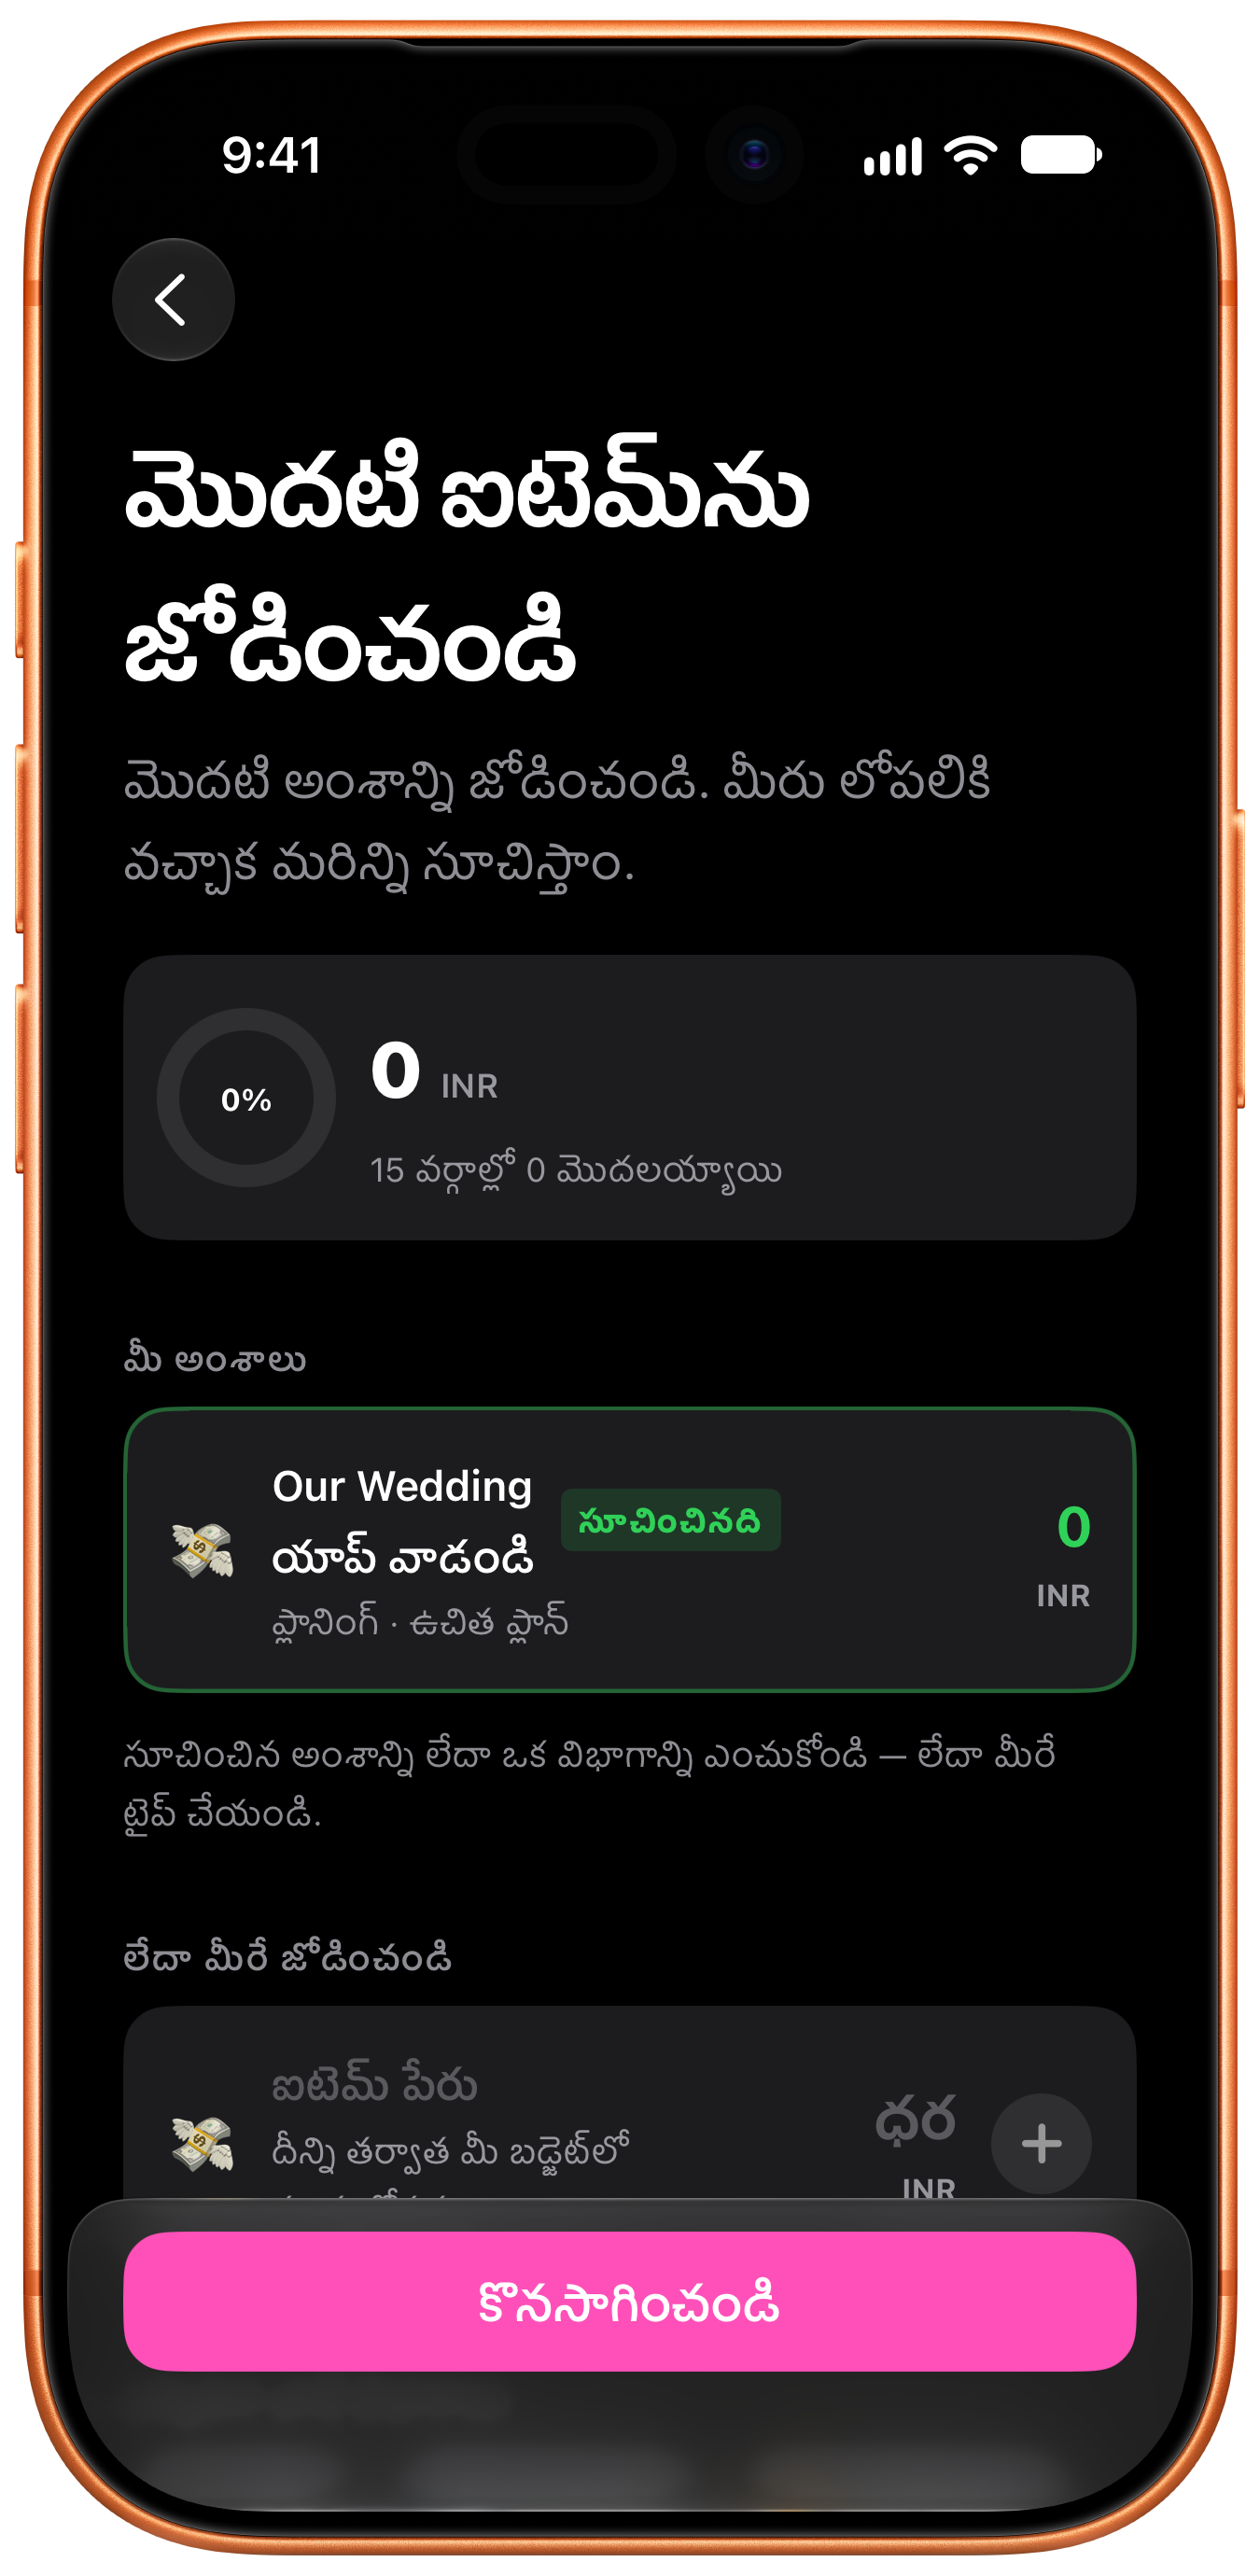 9:41
మొదటి ఐటెమ్‌ను
జోడించండి
మొదటి అంశాన్ని జోడించండి. మీరు లోపలికి
వచ్చాక మరిన్ని సూచిస్తాం.
0%
0 INR
15 వర్గాల్లో 0 మొదలయ్యాయి
మీ అంశాలు
Our Wedding
యాప్ వాడండి
సూచించినది
ప్లానింగ్ · ఉచిత ప్లాన్
0
INR
సూచించిన అంశాన్ని లేదా ఒక విభాగాన్ని ఎంచుకోండి — లేదా మీరే
టైప్ చేయండి.
లేదా మీరే జోడించండి
ఐటెమ్ పేరు
దీన్ని తర్వాత మీ బడ్జెట్‌లో
ధర
INR
కొనసాగించండి